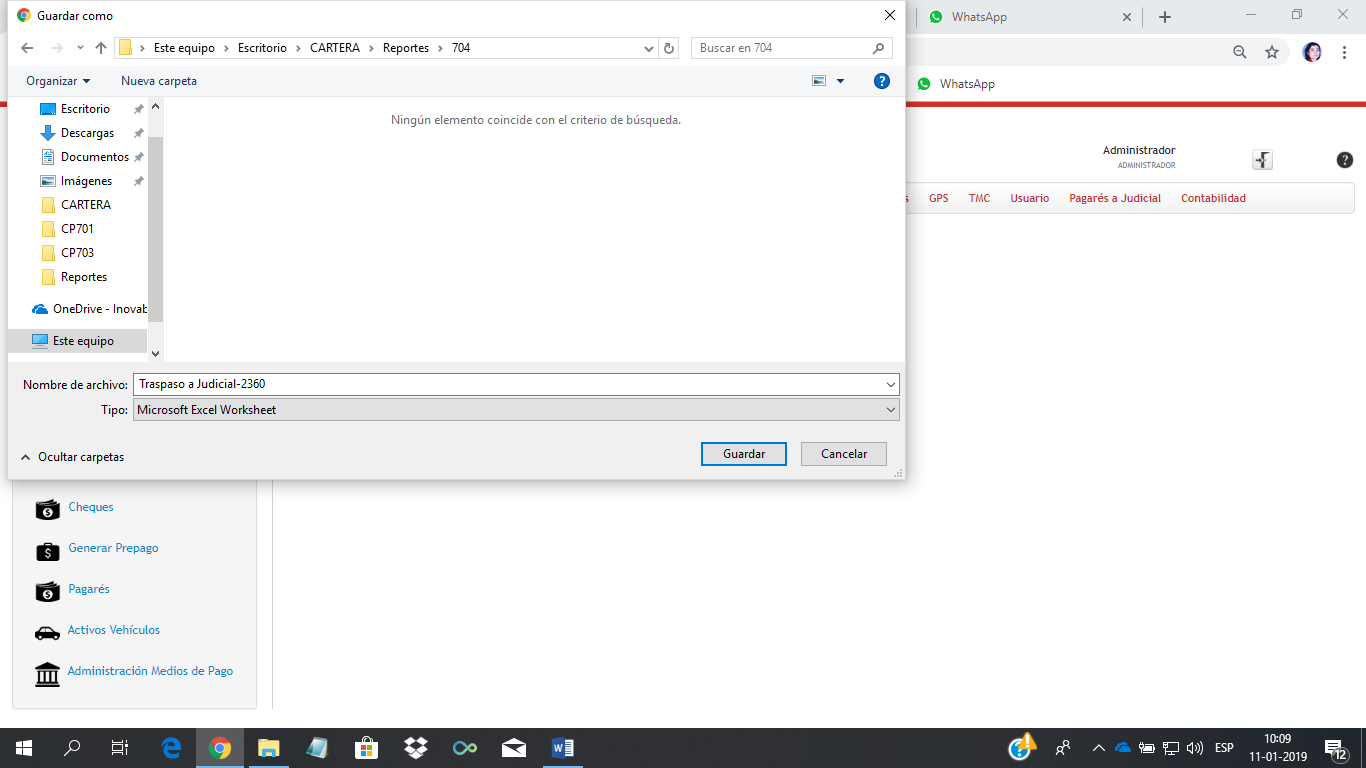 Guardar como
WhatsApp
Este equipo > Escritorio > CARTERA > Reportes > 704
Buscar en 704
Organizar
Nueva carpeta
WhatsApp
Escritorio
Descargas
Documentos
Imágenes
CARTERA
CP701
CP703
Reportes
OneDrive - Inovab
Este equipo
Ningún elemento coincide con el criterio de búsqueda.
Administrador
ADMINISTRADOR
s GPS TMC Usuario Pagarés a Judicial Contabilidad
Nombre de archivo: Traspaso a Judicial-2360
Tipo: Microsoft Excel Worksheet
Ocultar carpetas
Guardar Cancelar
Cheques
Generar Prepago
Pagarés
Activos Vehículos
Administración Medios de Pago
ESP
10:09
11-01-2019
12